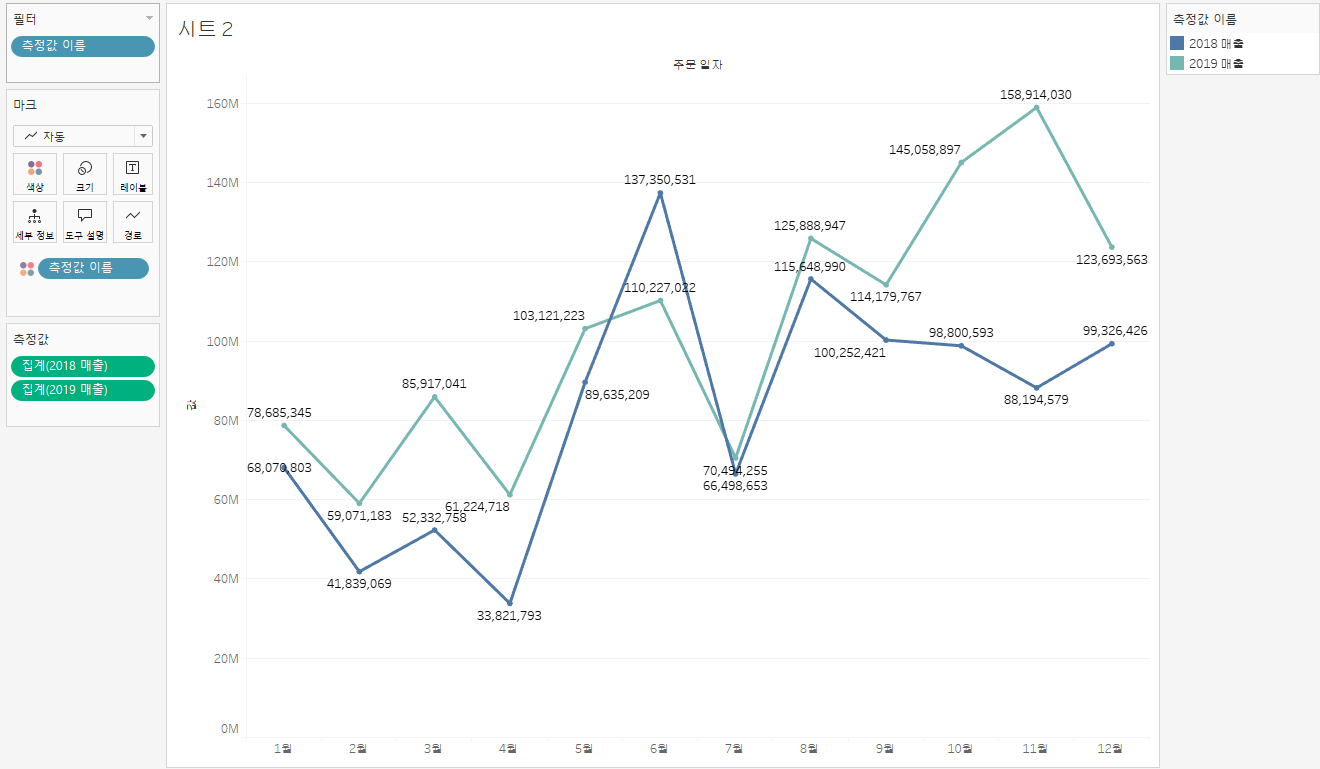 필터
측정값 이름
마크
자동
색상
크기
레이블
세부 정보
도구 설명
경로
측정값 이름
측정값
집계(2018 매출)
집계(2019 매출)
시트 2
주문 일자
값
160M
140M
120M
100M
80M
60M
40M
20M
0M
158,914,030
145,058,897
137,350,531
125,888,947
123,693,563
115,648,990
110,227,022
114,179,767
103,121,223
98,800,593
99,326,426
100,252,421
85,917,041
89,635,209
88,194,579
78,685,345
68,070,803
70,494,255
66,498,653
59,071,183
52,332,758
61,224,718
41,839,069
33,821,793
1월
2월
3월
4월
5월
6월
7월
8월
9월
10월
11월
12월
측정값 이름
2018 매출
2019 매출